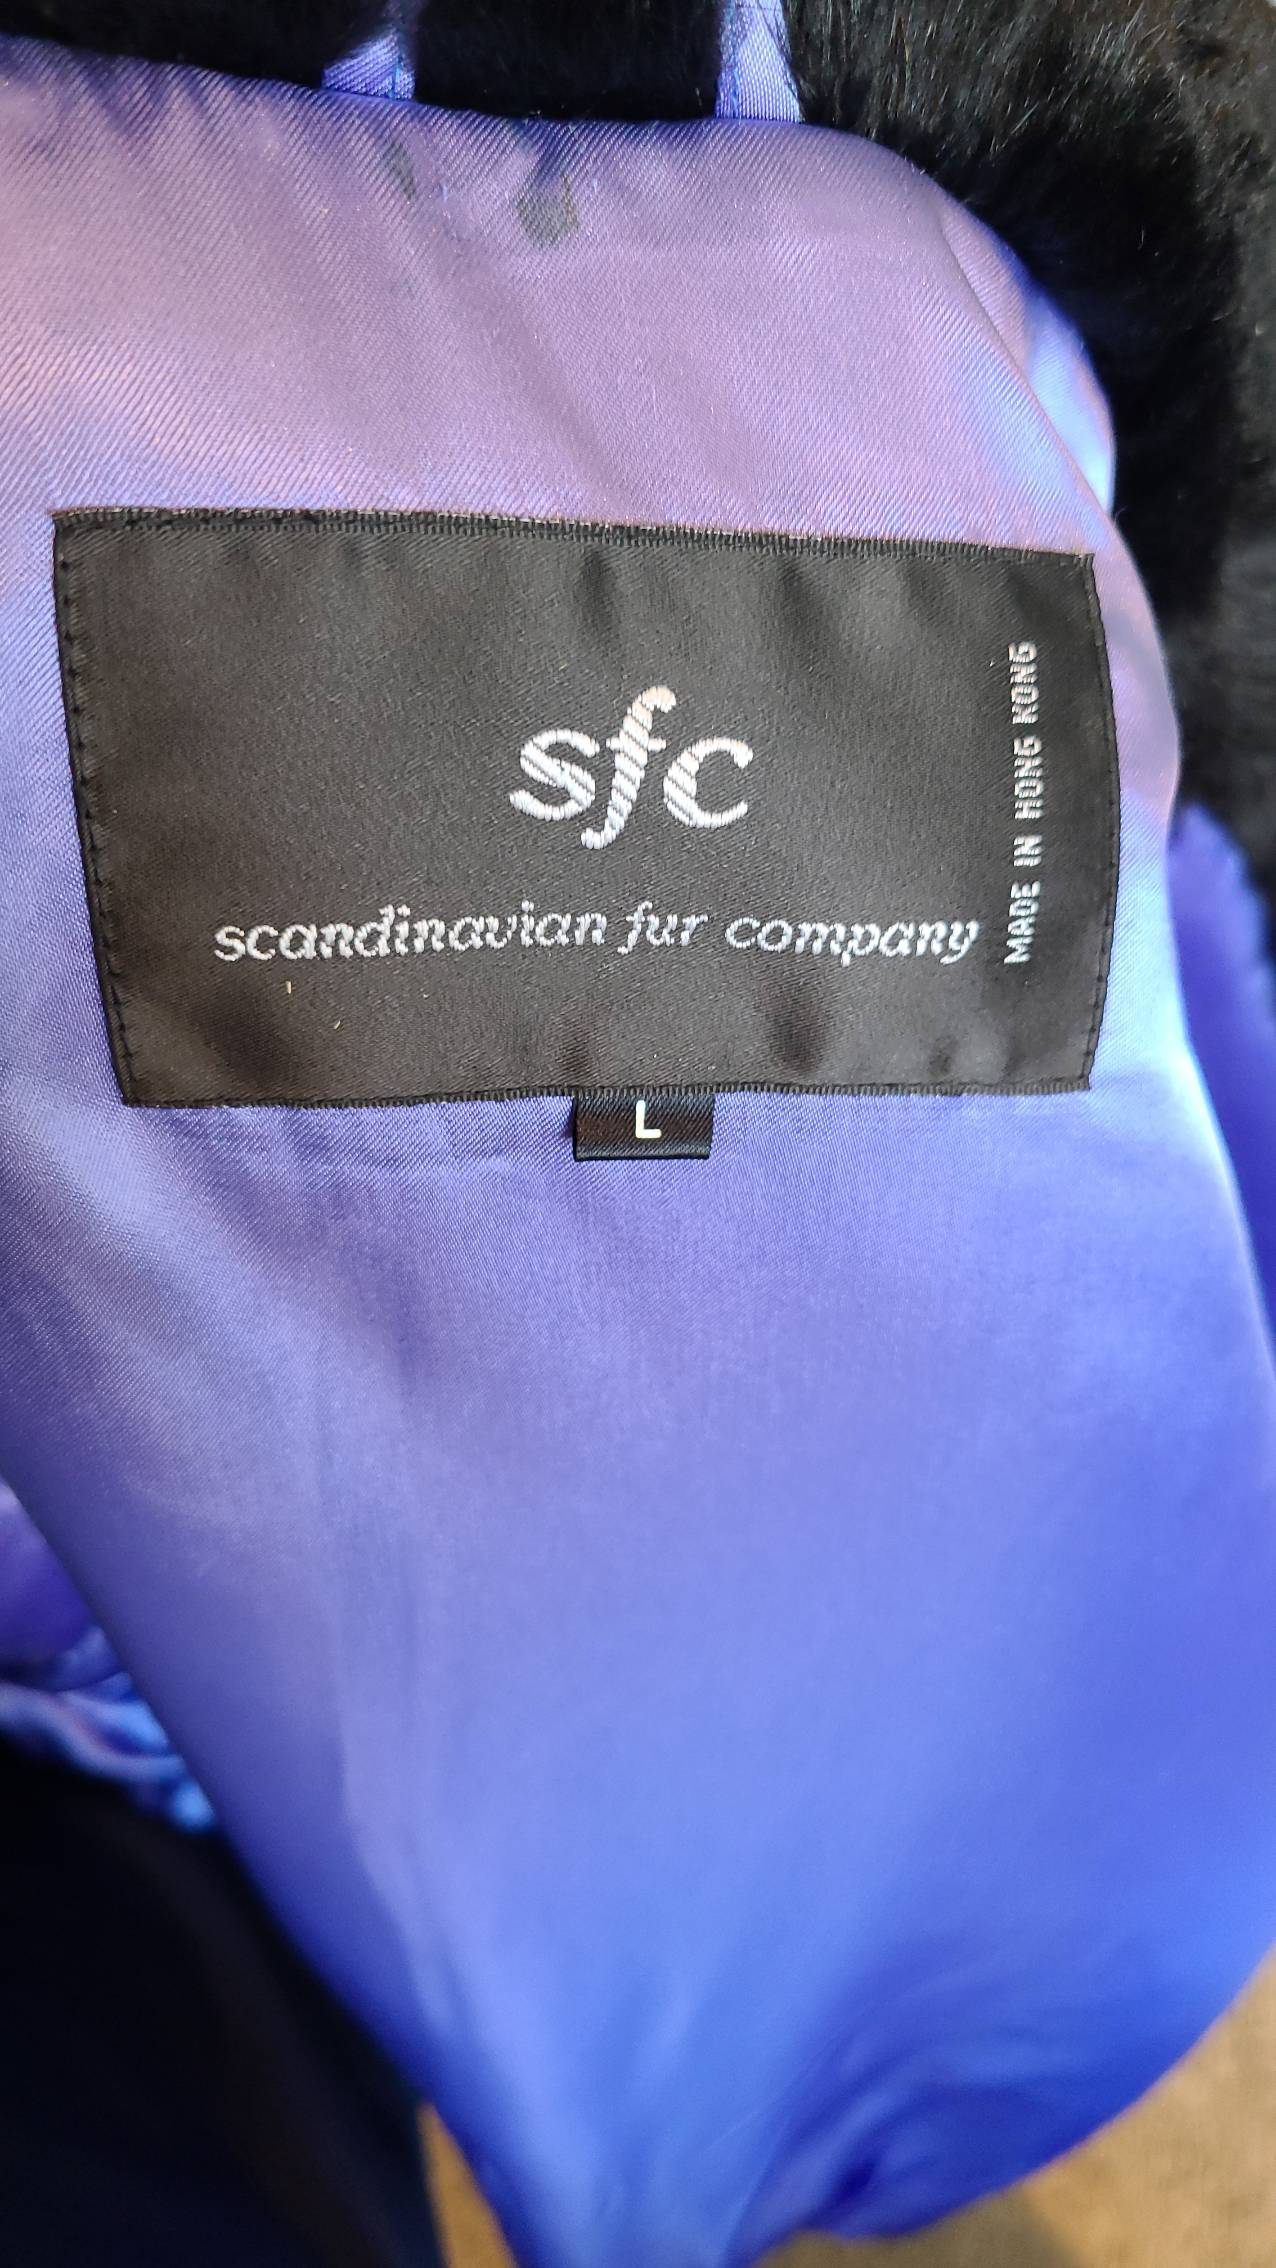 sfc
scandinavian fur company
MADE IN HONG KONG
L